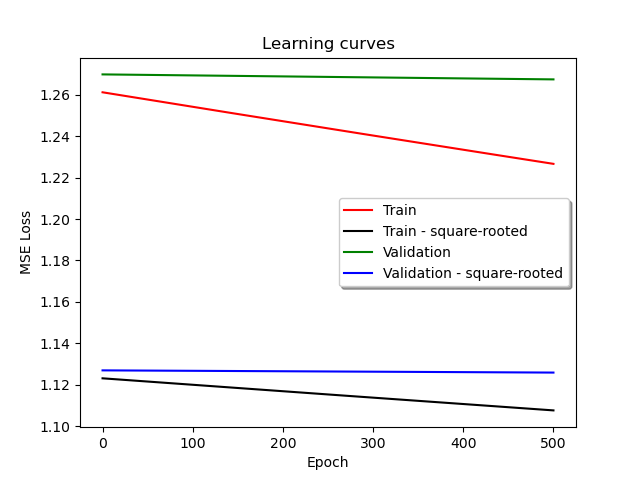 Learning curves
MSE Loss
1.26
1.24
1.22
1.20
1.18
1.16
1.14
1.12
1.10
Train
Train - square-rooted
Validation
Validation - square-rooted
0 100 200 300 400 500
Epoch